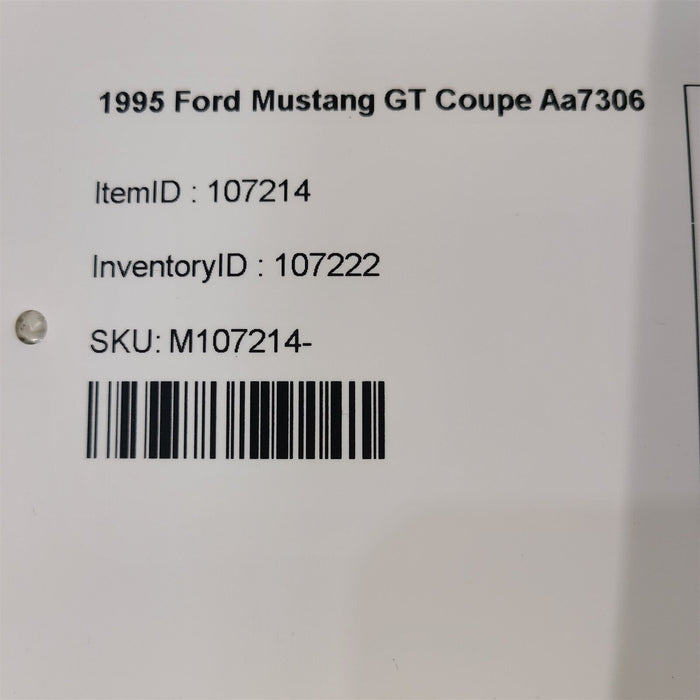 1995 Ford Mustang GT Coupe Aa7306
ItemID : 107214
InventoryID : 107222
SKU: M107214-